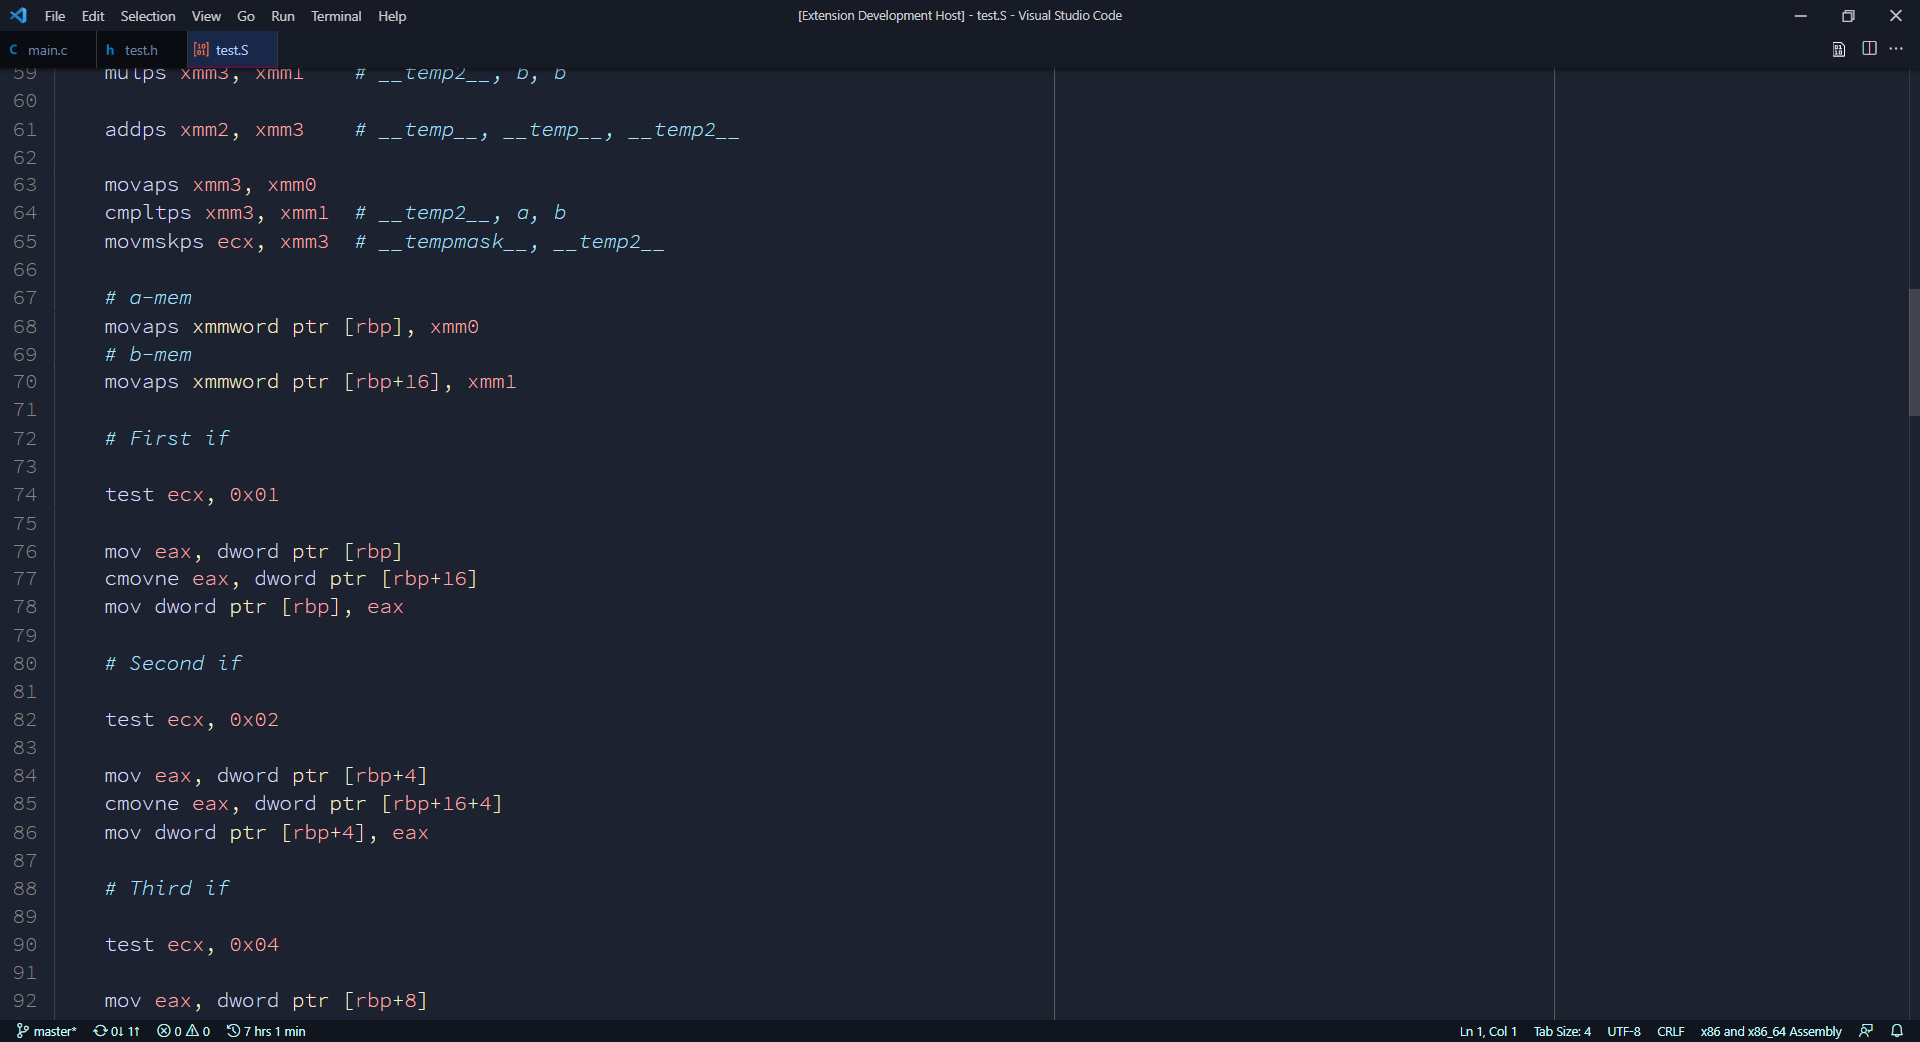 File Edit Selection View Go Run Terminal Help
[Extension Development Host] - test.S - Visual Studio Code
main.c test.h test.S
59 mulps xmm3, xmm1 # __temp2__, b, b
60
61 addps xmm2, xmm3 # __temp__, __temp__, __temp2__
62
63 movaps xmm3, xmm0
64 cmpltps xmm3, xmm1 # __temp2__, a, b
65 movmskps ecx, xmm3 # __tempmask__, __temp2__
66
67 # a-mem
68 movaps xmmword ptr [rbp], xmm0
69 # b-mem
70 movaps xmmword ptr [rbp+16], xmm1
71
72 # First if
73
74 test ecx, 0x01
75
76 mov eax, dword ptr [rbp]
77 cmovne eax, dword ptr [rbp+16]
78 mov dword ptr [rbp], eax
79
80 # Second if
81
82 test ecx, 0x02
83
84 mov eax, dword ptr [rbp+4]
85 cmovne eax, dword ptr [rbp+16+4]
86 mov dword ptr [rbp+4], eax
87
88 # Third if
89
90 test ecx, 0x04
91
92 mov eax, dword ptr [rbp+8]
master* 0↓ 1↑ 0 0 7 hrs 1 min
Ln 1, Col 1 Tab Size: 4 UTF-8 CRLF x86 and x86_64 Assembly